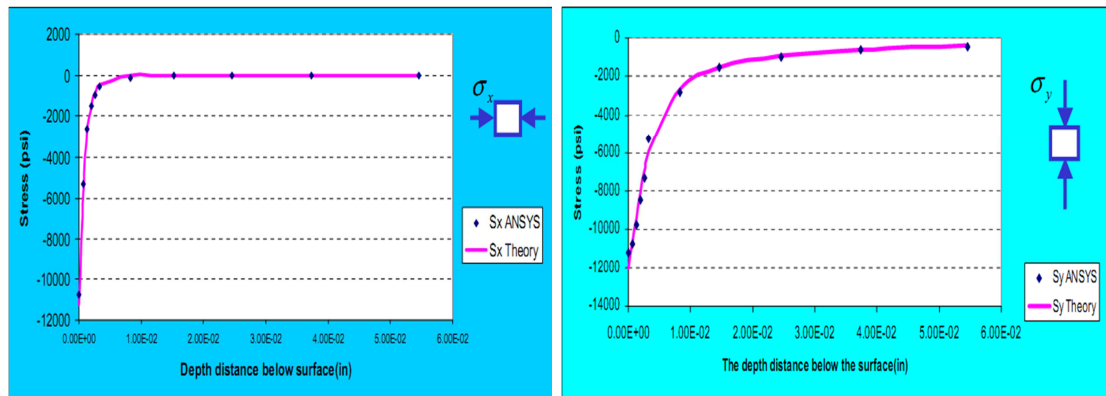 2000
0
-2000
-4000
-6000
-8000
-10000
-12000
Stress (psi)
0.00E+00 1.00E-02 2.00E-02 3.00E-02 4.00E-02 5.00E-02 6.00E-02
Depth distance below surface(in)
σx
Sx ANSYS
Sx Theory
0
-2000
-4000
-6000
-8000
-10000
-12000
-14000
Stress (psi)
0.00E+00 1.00E-02 2.00E-02 3.00E-02 4.00E-02 5.00E-02 6.00E-02
The depth distance below the surface(in)
σy
Sy ANSYS
Sy Theory